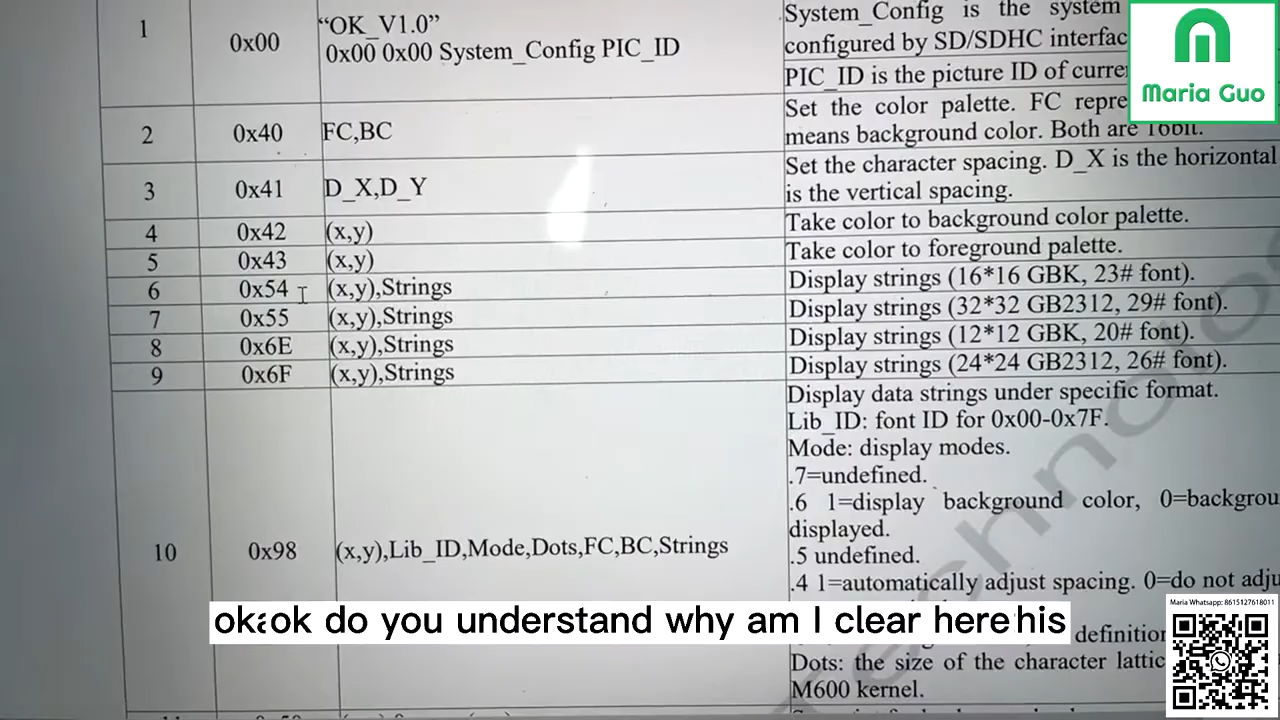 1
0x00
“OK_V1.0”
0x00 0x00 System_Config PIC_ID
System_Config is the system
configured by SD/SDHC interfac
PIC_ID is the picture ID of curre
2
0x40
FC,BC
Set the color palette. FC repre
means background color. Both are 16bit.
3
0x41
D_X,D_Y
Set the character spacing. D_X is the horizontal
is the vertical spacing.
4
0x42
(x,y)
Take color to background color palette.
5
0x43
(x,y)
Take color to foreground palette.
6
0x54
(x,y),Strings
Display strings (16*16 GBK, 23# font).
7
0x55
(x,y),Strings
Display strings (32*32 GB2312, 29# font).
8
0x6E
(x,y),Strings
Display strings (12*12 GBK, 20# font).
9
0x6F
(x,y),Strings
Display strings (24*24 GB2312, 26# font).
10
0x98
(x,y),Lib_ID,Mode,Dots,FC,BC,Strings
Display data strings under specific format.
Lib_ID: font ID for 0x00-0x7F.
Mode: display modes.
.7=undefined.
.6 1=display background color, 0=backgrou
displayed.
.5 undefined.
.4 1=automatically adjust spacing. 0=do not adju
definition
Dots: the size of the character lattic
M600 kernel.
Maria Guo
ok do you understand why am I clear here his
Maria Whatsapp: 8615127618011